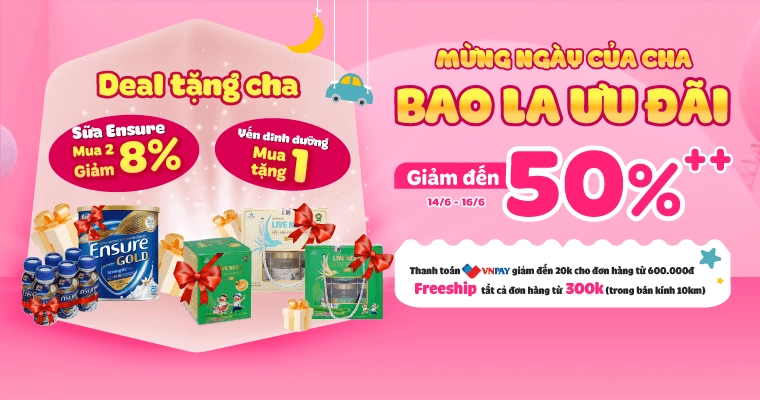 Deal tặng cha
Sữa Ensure
Mua 2
Giảm 8%
Yến dinh dưỡng
Mua
tặng 1
Ensure
GOLD
LIVE NEST
MỪNG NGÀY CỦA CHA
BAO LA ƯU ĐÃI
Giảm đến
50%++
14/6 - 16/6
Thanh toán VNPAY giảm đến 20k cho đơn hàng từ 600.000đ
Freeship tất cả đơn hàng từ 300k (trong bán kính 10km)